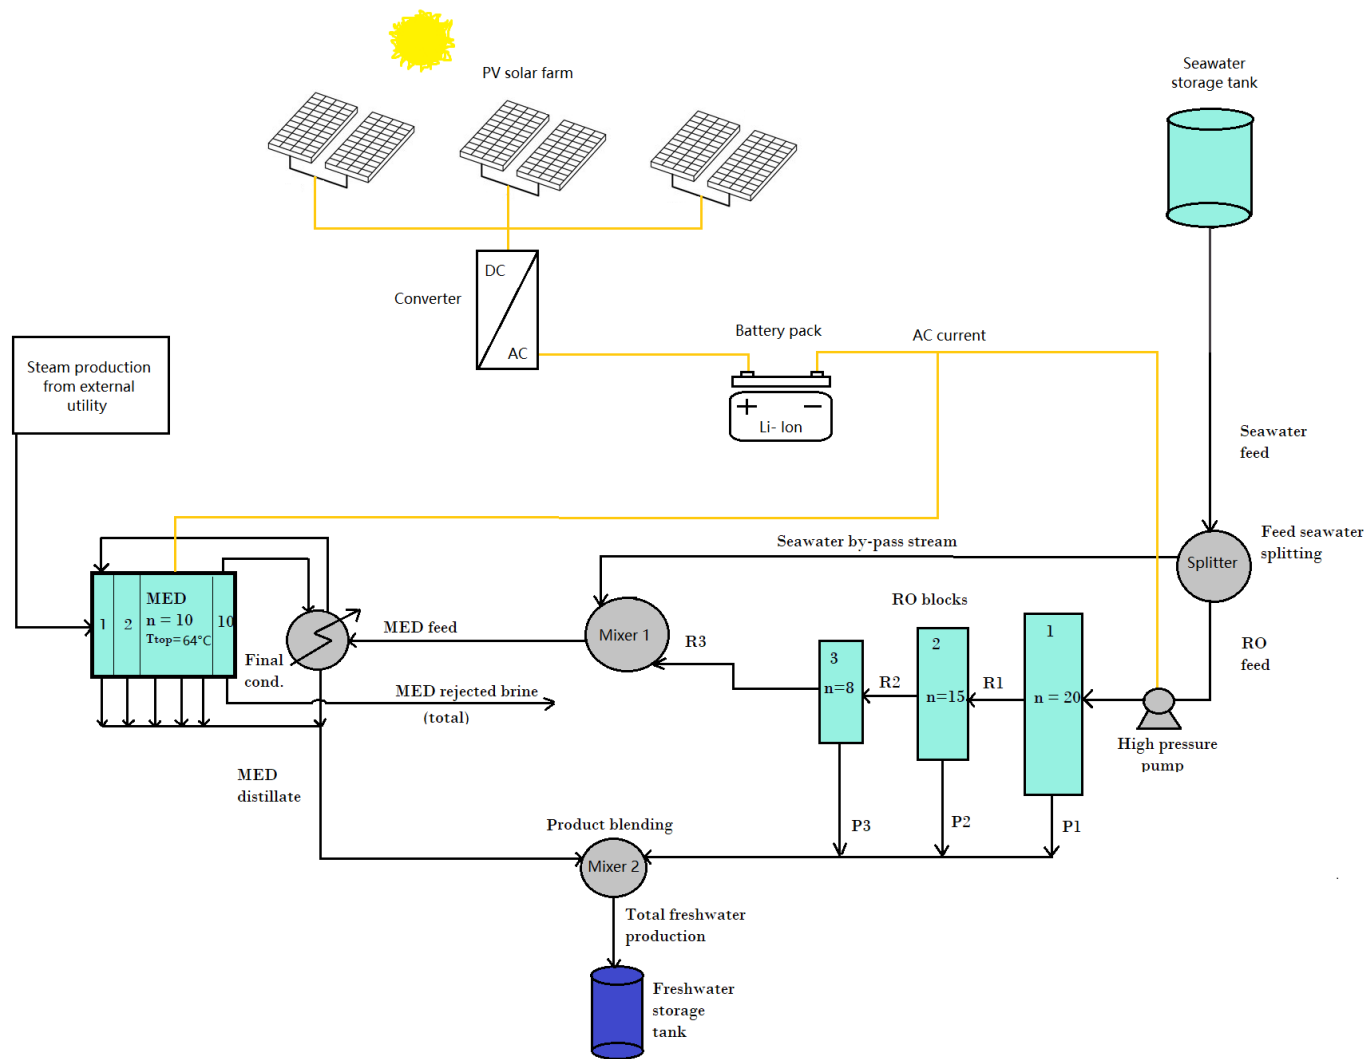 PV solar farm
Seawater
storage tank
DC
AC
Converter
Battery pack
AC current
Li- Ion
Steam production
from external
utility
Seawater
feed
Seawater by-pass stream
Splitter
Feed seawater
splitting
RO blocks
MED
n = 10
Ttop=64°C
1
2
10
Final
cond.
MED feed
Mixer 1
R3
3
n=8
R2
2
n=15
R1
1
n = 20
RO
feed
High pressure
pump
MED rejected brine
(total)
MED
distillate
P3
P2
P1
Product blending
Mixer 2
Total freshwater
production
Freshwater
storage
tank